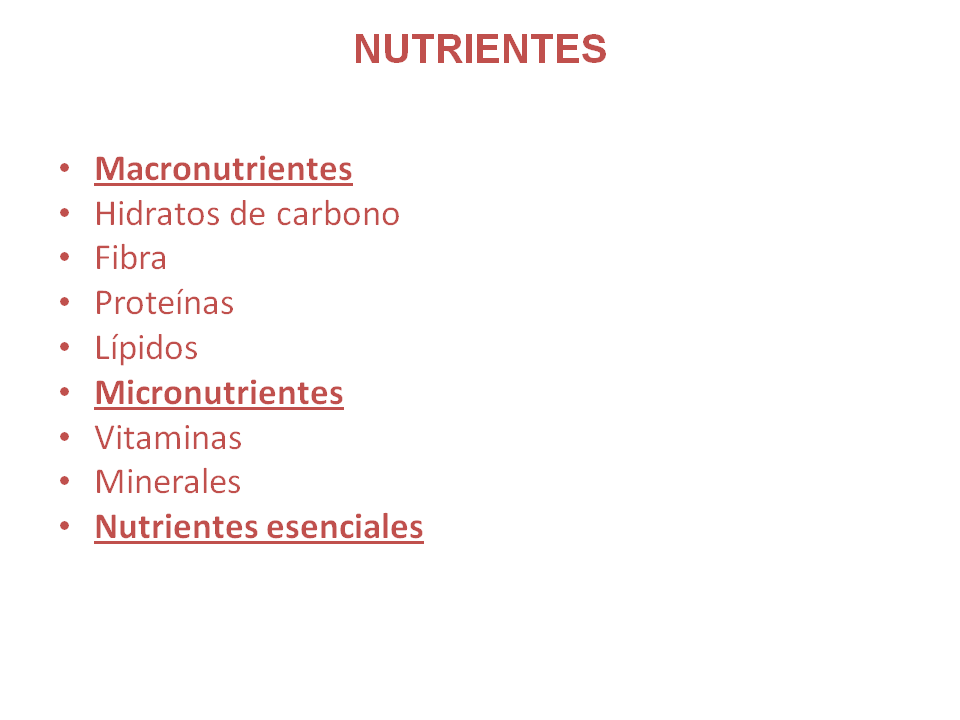 NUTRIENTES
• Macronutrientes
• Hidratos de carbono
• Fibra
• Proteínas
• Lípidos
• Micronutrientes
• Vitaminas
• Minerales
• Nutrientes esenciales